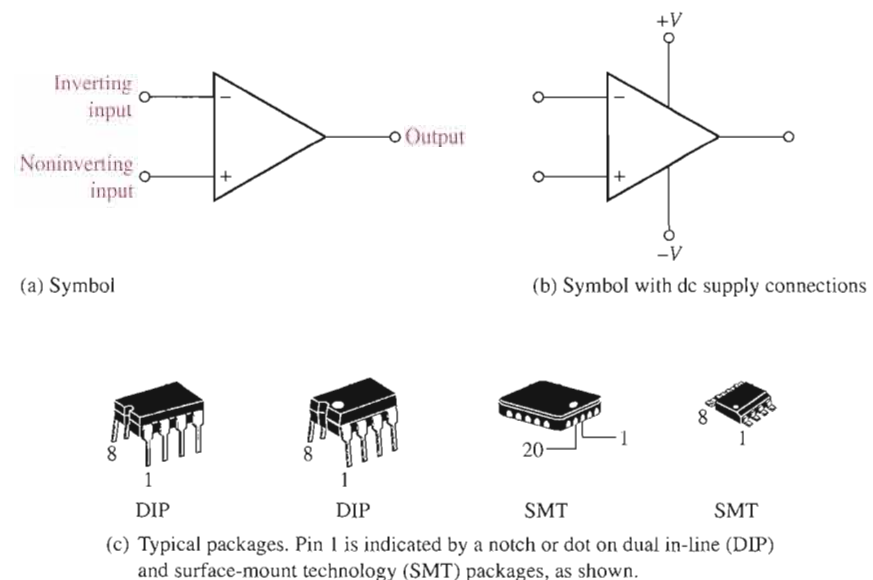 +V
Inverting
input
−
−
Output
Noninverting
input
+
+
−V
(a) Symbol
(b) Symbol with dc supply connections
8
1
8
1
20
1
8
1
DIP
DIP
SMT
SMT
(c) Typical packages. Pin 1 is indicated by a notch or dot on dual in-line (DIP)
and surface-mount technology (SMT) packages, as shown.